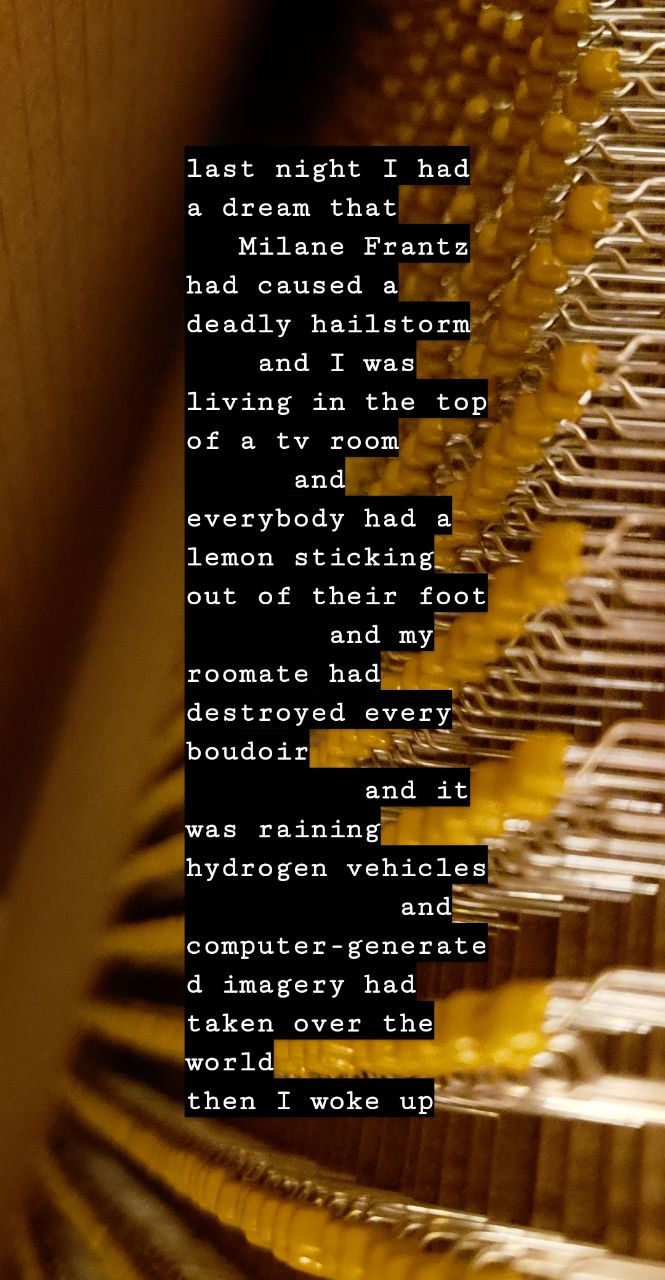 last night I had
a dream that
Milane Frantz
had caused a
deadly hailstorm
and I was
living in the top
of a tv room
and
everybody had a
lemon sticking
out of their foot
and my
roomate had
destroyed every
boudoir
and it
was raining
hydrogen vehicles
and
computer-generate
d imagery had
taken over the
world
then I woke up